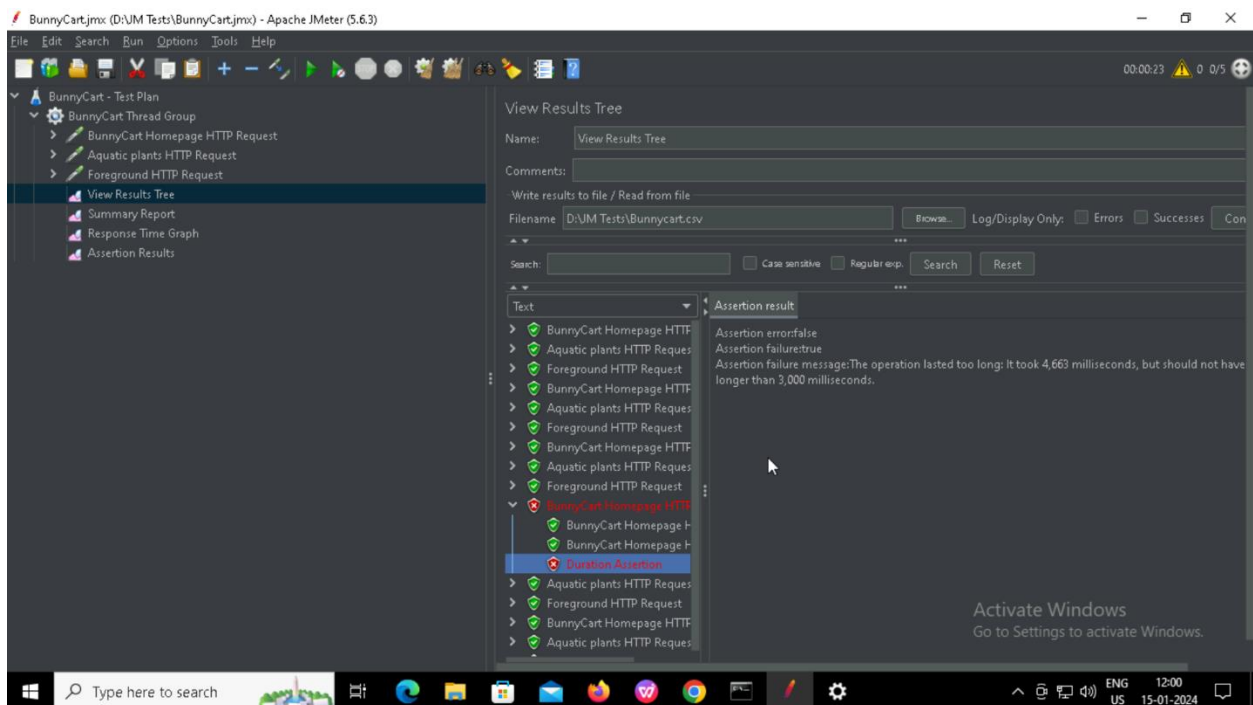 BunnyCart.jmx (D:\JM Tests\BunnyCart.jmx) - Apache JMeter (5.6.3)
File Edit Search Run Options Tools Help
00:00:23 0 0/5
BunnyCart - Test Plan
BunnyCart Thread Group
BunnyCart Homepage HTTP Request
Aquatic plants HTTP Request
Foreground HTTP Request
View Results Tree
Summary Report
Response Time Graph
Assertion Results
View Results Tree
Name: View Results Tree
Comments:
Write results to file / Read from file
Filename D:\JM Tests\Bunnycart.csv Browse... Log/Display Only: Errors Successes Con
Search: Case sensitive Regular exp. Search Reset
Text
BunnyCart Homepage HTTP
Aquatic plants HTTP Reques
Foreground HTTP Request
BunnyCart Homepage HTTP
Aquatic plants HTTP Reques
Foreground HTTP Request
BunnyCart Homepage HTTP
Aquatic plants HTTP Reques
Foreground HTTP Request
BunnyCart Homepage HTTP
BunnyCart Homepage H
BunnyCart Homepage H
Duration Assertion
Aquatic plants HTTP Reques
Foreground HTTP Request
BunnyCart Homepage HTTP
Aquatic plants HTTP Reques
Assertion result
Assertion error:false
Assertion failure:true
Assertion failure message:The operation lasted too long: It took 4,663 milliseconds, but should not have
longer than 3,000 milliseconds.
Activate Windows
Go to Settings to activate Windows.
Type here to search
ENG
US
12:00
15-01-2024